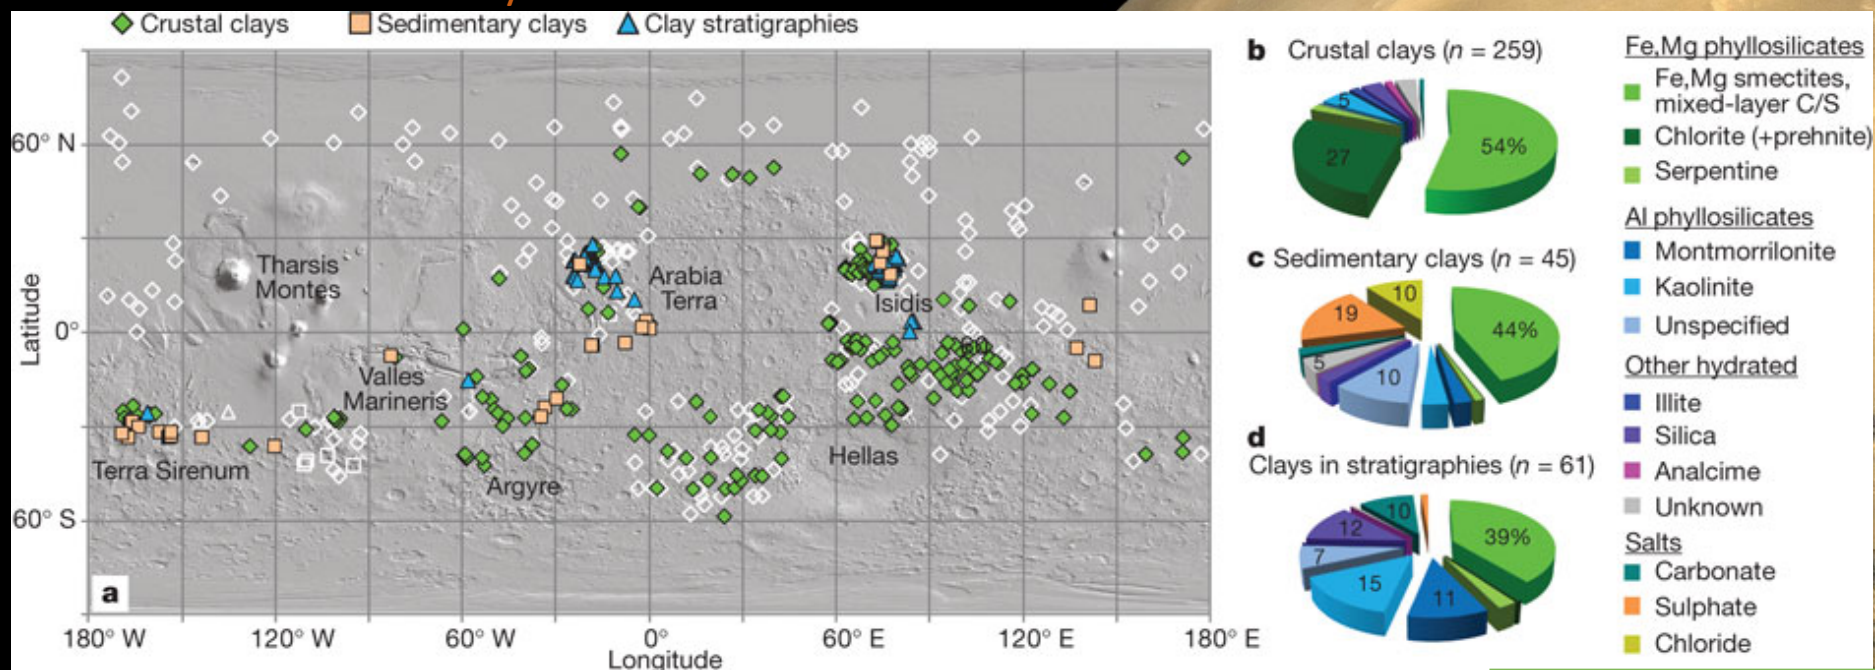 Crustal clays
Sedimentary clays
Clay stratigraphies
60° N
0°
60° S
Latitude
Tharsis
Montes
Arabia
Terra
Isidis
Valles
Marineris
Terra Sirenum
Argyre
Hellas
a
180° W
120° W
60° W
0°
60° E
120° E
180° E
Longitude
b Crustal clays (n = 259)
5
27
54%
c Sedimentary clays (n = 45)
10
19
44%
5
10
d
Clays in stratigraphies (n = 61)
10
12
39%
7
15
11
Fe,Mg phyllosilicates
Fe,Mg smectites,
mixed-layer C/S
Chlorite (+prehnite)
Serpentine
Al phyllosilicates
Montmorrilonite
Kaolinite
Unspecified
Other hydrated
Illite
Silica
Analcime
Unknown
Salts
Carbonate
Sulphate
Chloride